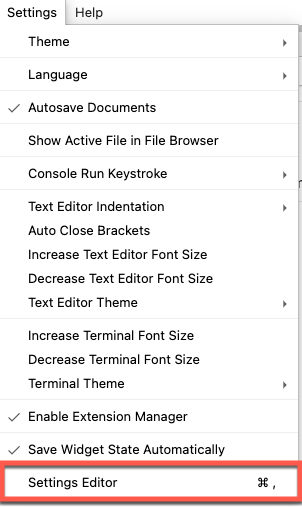 Settings Help
Theme
Language
Autosave Documents
Show Active File in File Browser
Console Run Keystroke
Text Editor Indentation
Auto Close Brackets
Increase Text Editor Font Size
Decrease Text Editor Font Size
Text Editor Theme
Increase Terminal Font Size
Decrease Terminal Font Size
Terminal Theme
Enable Extension Manager
Save Widget State Automatically
Settings Editor ⌘ ,